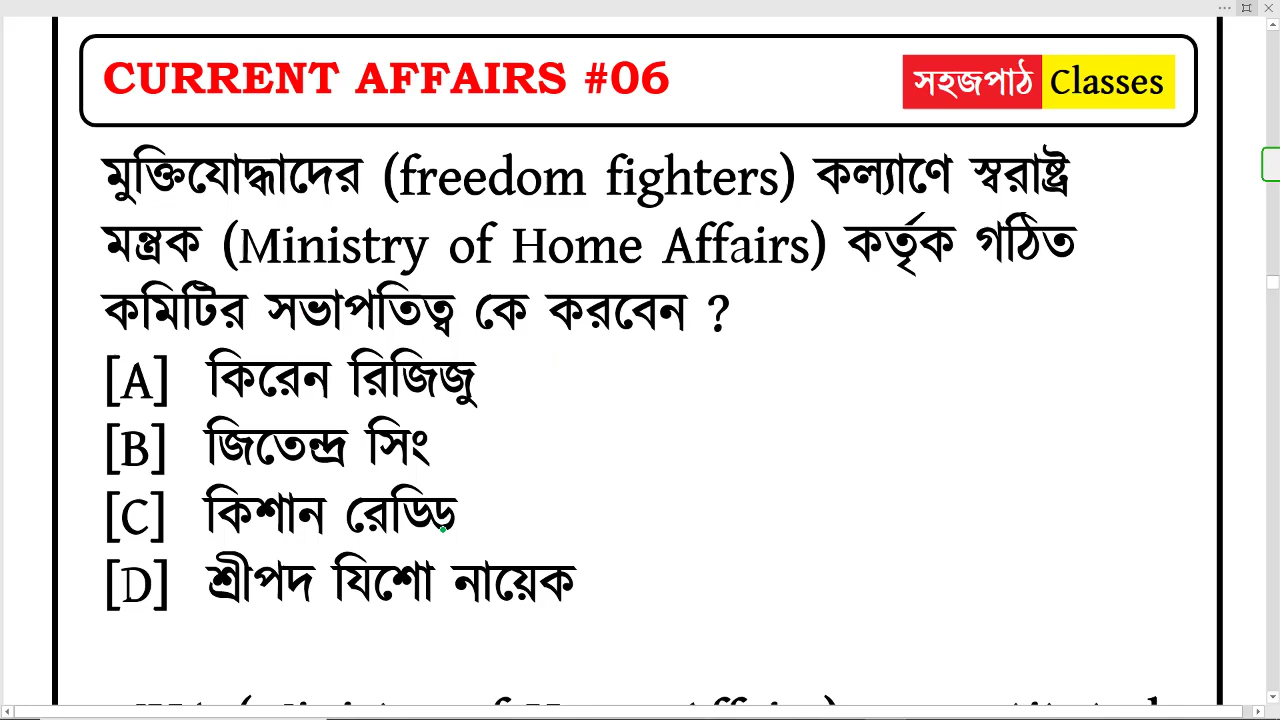 CURRENT AFFAIRS #06
সহজপাঠ Classes
মুক্তিযোদ্ধাদের (freedom fighters) কল্যাণে স্বরাষ্ট্র
মন্ত্রক (Ministry of Home Affairs) কর্তৃক গঠিত
কমিটির সভাপতিত্ব কে করবেন ?
[A] কিরেন রিজিজু
[B] জিতেন্দ্র সিং
[C] কিশান রেড্ডি
[D] শ্রীপদ যিশো নায়েক